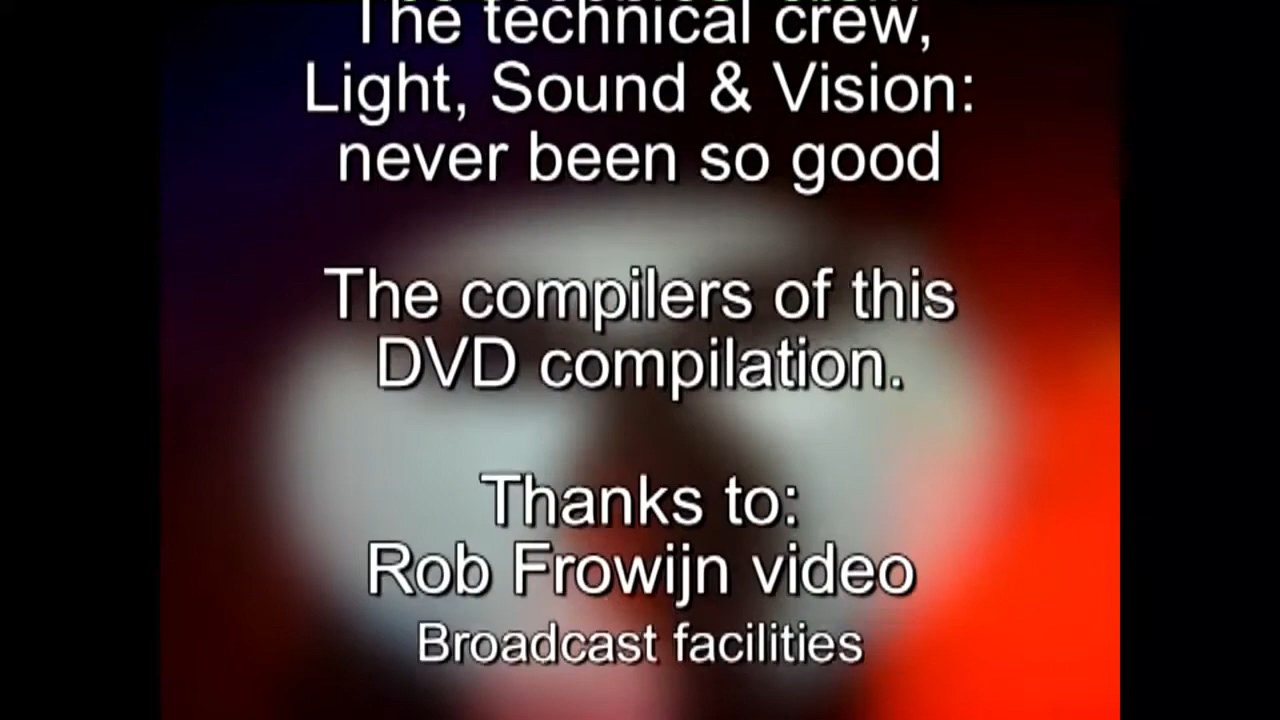 The technical crew,
Light, Sound & Vision:
never been so good
The compilers of this
DVD compilation.
Thanks to:
Rob Frowijn video
Broadcast facilities